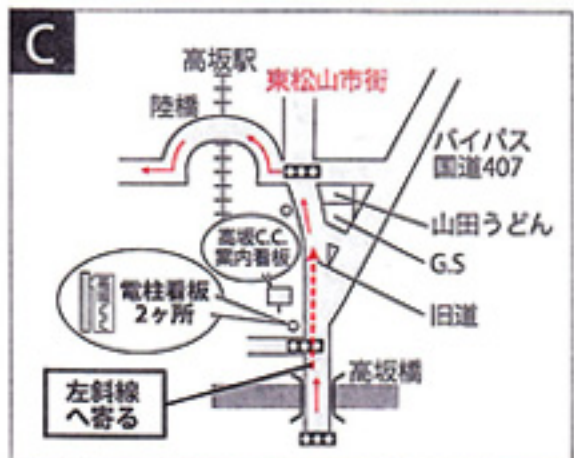 C
高坂駅
東松山市街
陸橋
バイパス
国道407
山田うどん
高坂C.C.
案内看板
G.S
電柱看板
2ヶ所
旧道
高坂橋
左斜線
へ寄る